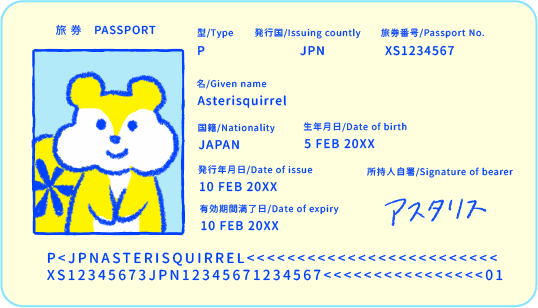 旅券 PASSPORT
型/Type 発行国/Issuing countly 旅券番号/Passport No.
P JPN XS1234567
名/Given name
Asterisquirrel
国籍/Nationality 生年月日/Date of birth
JAPAN 5 FEB 20XX
発行年月日/Date of issue 所持人自署/Signature of bearer
10 FEB 20XX
有効期間満了日/Date of expiry
10 FEB 20XX
アスタリス
P<JPNASTERISQUIRREL<<<<<<<<<<<<<<<<<<<<<<<<<
XS12345673JPN12345671234567<<<<<<<<<<<<<<<<01